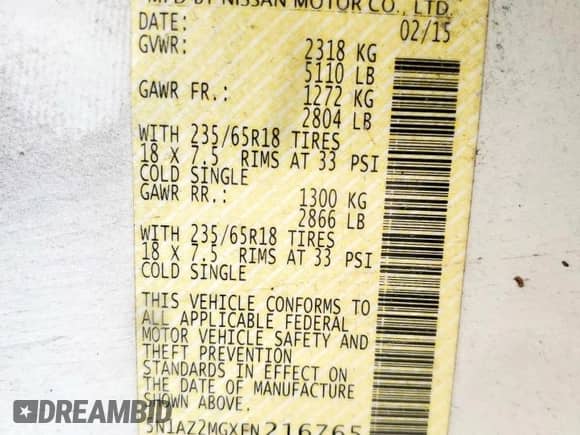 MFD BY NISSAN MOTOR CO., LTD.
DATE: 02/15
GVWR: 2318 KG
5110 LB
GAWR FR.: 1272 KG
2804 LB
WITH 235/65R18 TIRES
18 X 7.5 RIMS AT 33 PSI
COLD SINGLE
GAWR RR.: 1300 KG
2866 LB
WITH 235/65R18 TIRES
18 X 7.5 RIMS AT 33 PSI
COLD SINGLE
THIS VEHICLE CONFORMS TO
ALL APPLICABLE FEDERAL
MOTOR VEHICLE SAFETY AND
THEFT PREVENTION
STANDARDS IN EFFECT ON
THE DATE OF MANUFACTURE
SHOWN ABOVE.
5N1AZ2MGXFN216765
DREAMBID